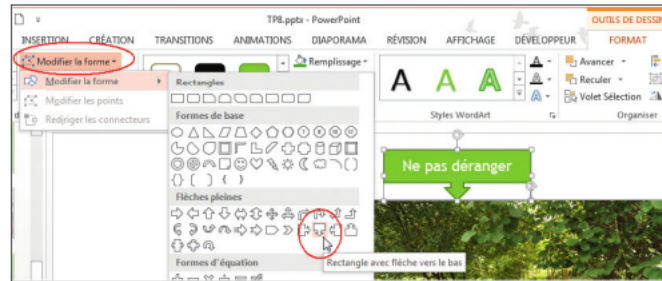 TP8.pptx - PowerPoint
OUTILS DE DESSIN
INSERTION CRÉATION TRANSITIONS ANIMATIONS DIAPORAMA RÉVISION AFFICHAGE DÉVELOPPEUR FORMAT
Modifier la forme
Remplissage
Modifier la forme
Modifier les points
Rediriger les connecteurs
Rectangles
Formes de base
Flèches pleines
Formes d'équation
Rectangle avec flèche vers le bas
A A A
A
A
A
Styles WordArt
Avancer
Reculer
Volet Sélection
Organiser
Ne pas déranger